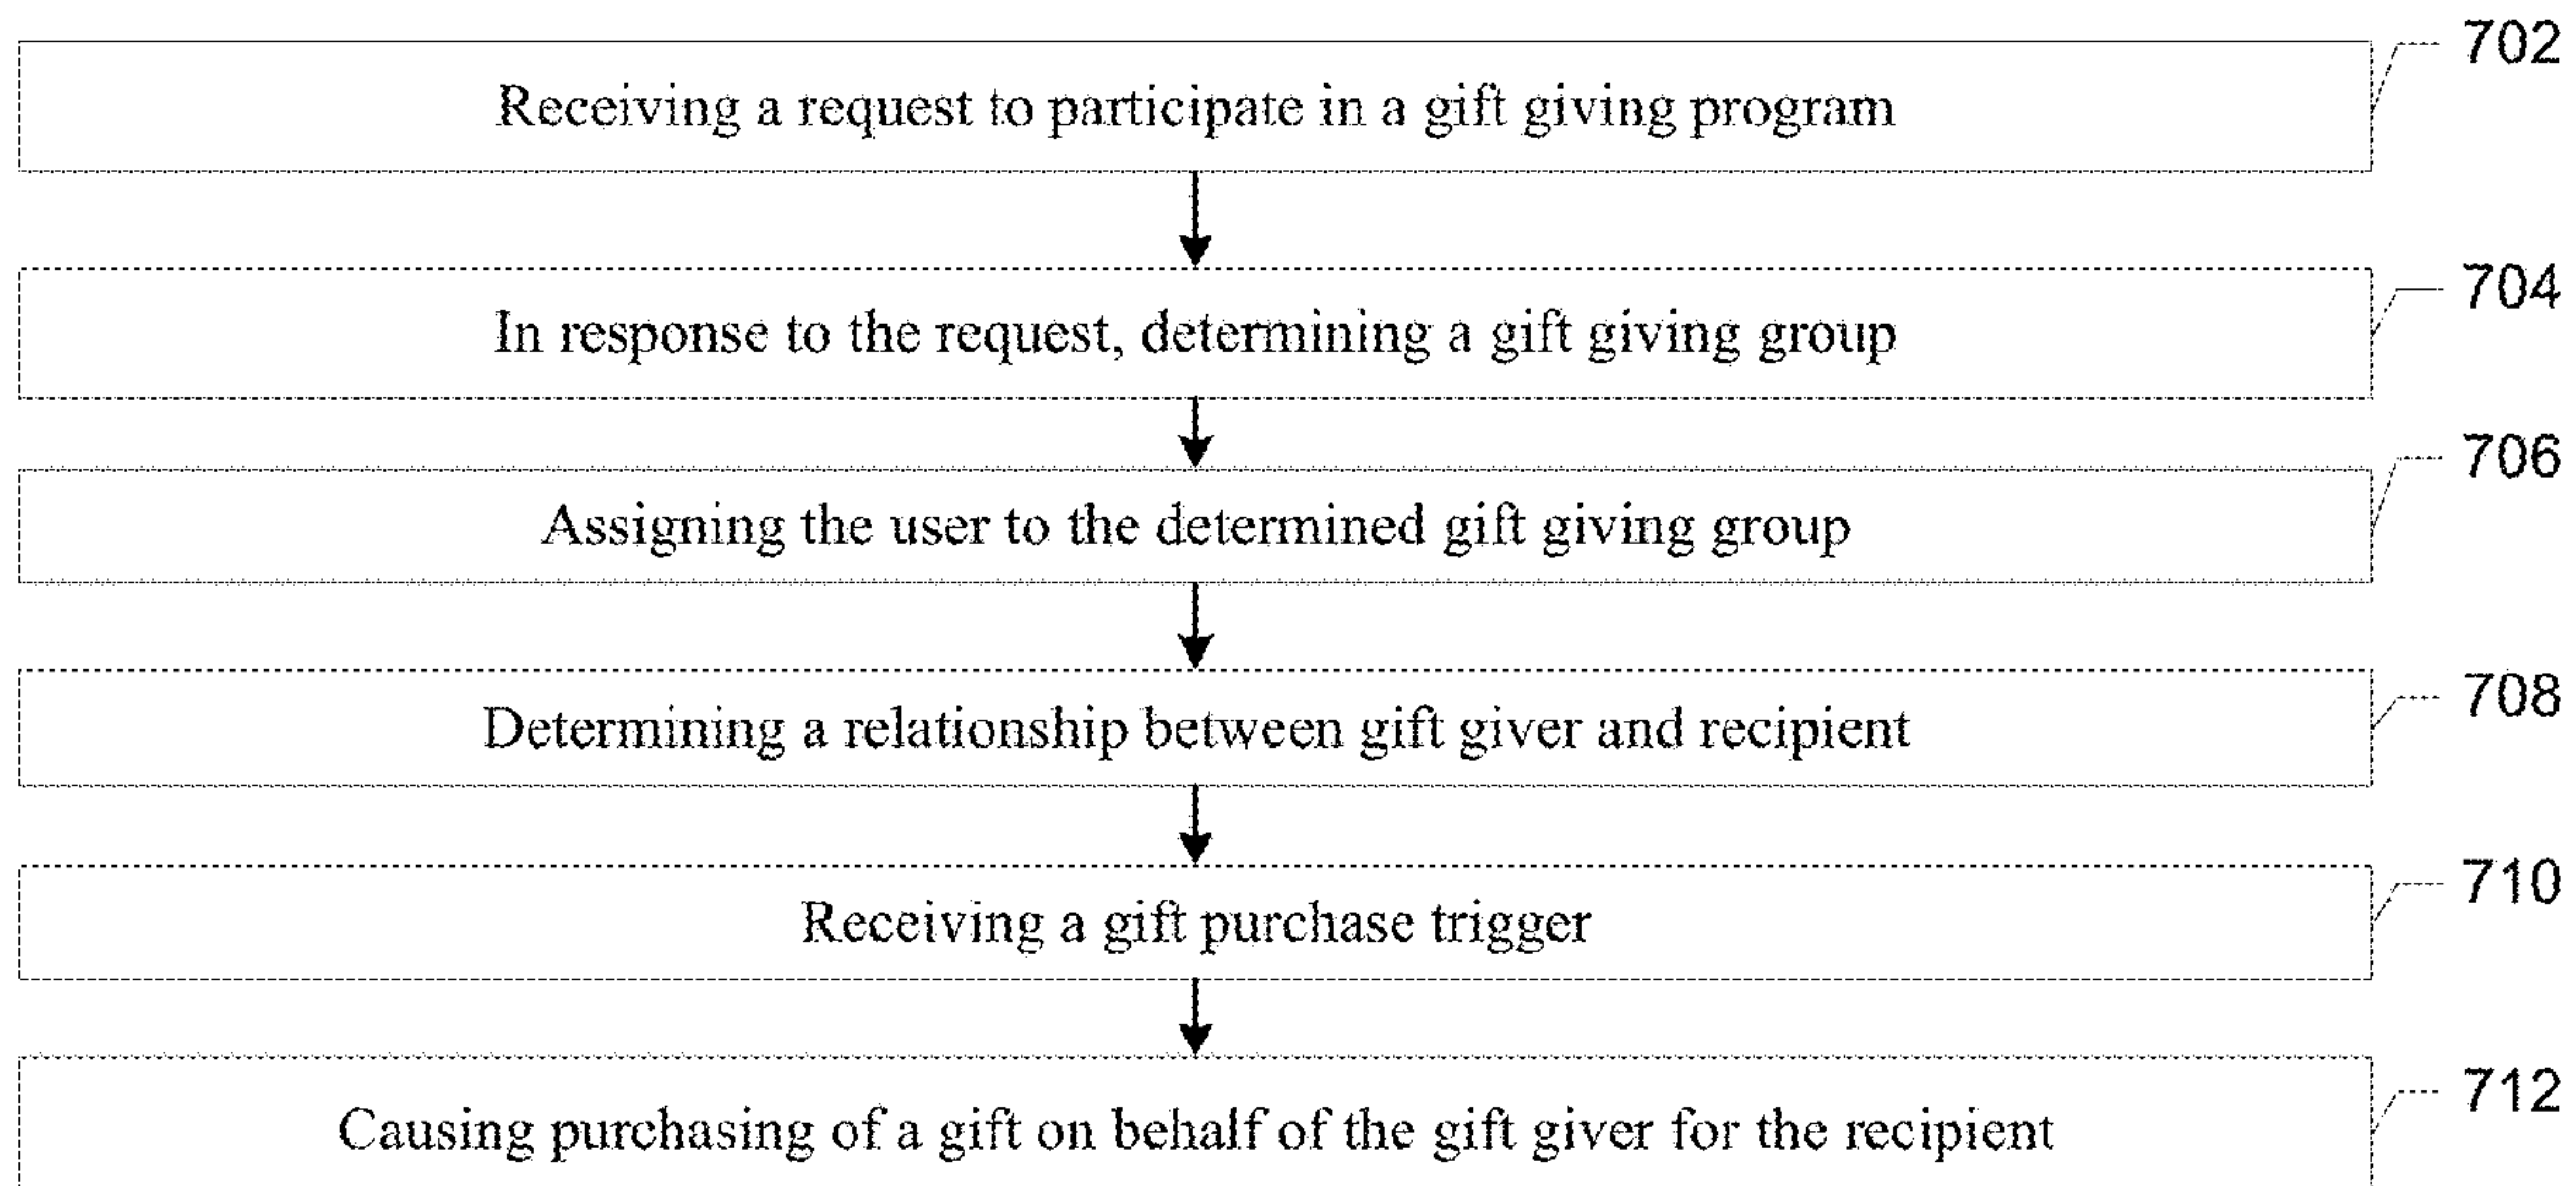 702
Receiving a request to participate in a gift giving program
704
In response to the request, determining a gift giving group
706
Assigning the user to the determined gift giving group
708
Determining a relationship between gift giver and recipient
710
Receiving a gift purchase trigger
712
Causing purchasing of a gift on behalf of the gift giver for the recipient